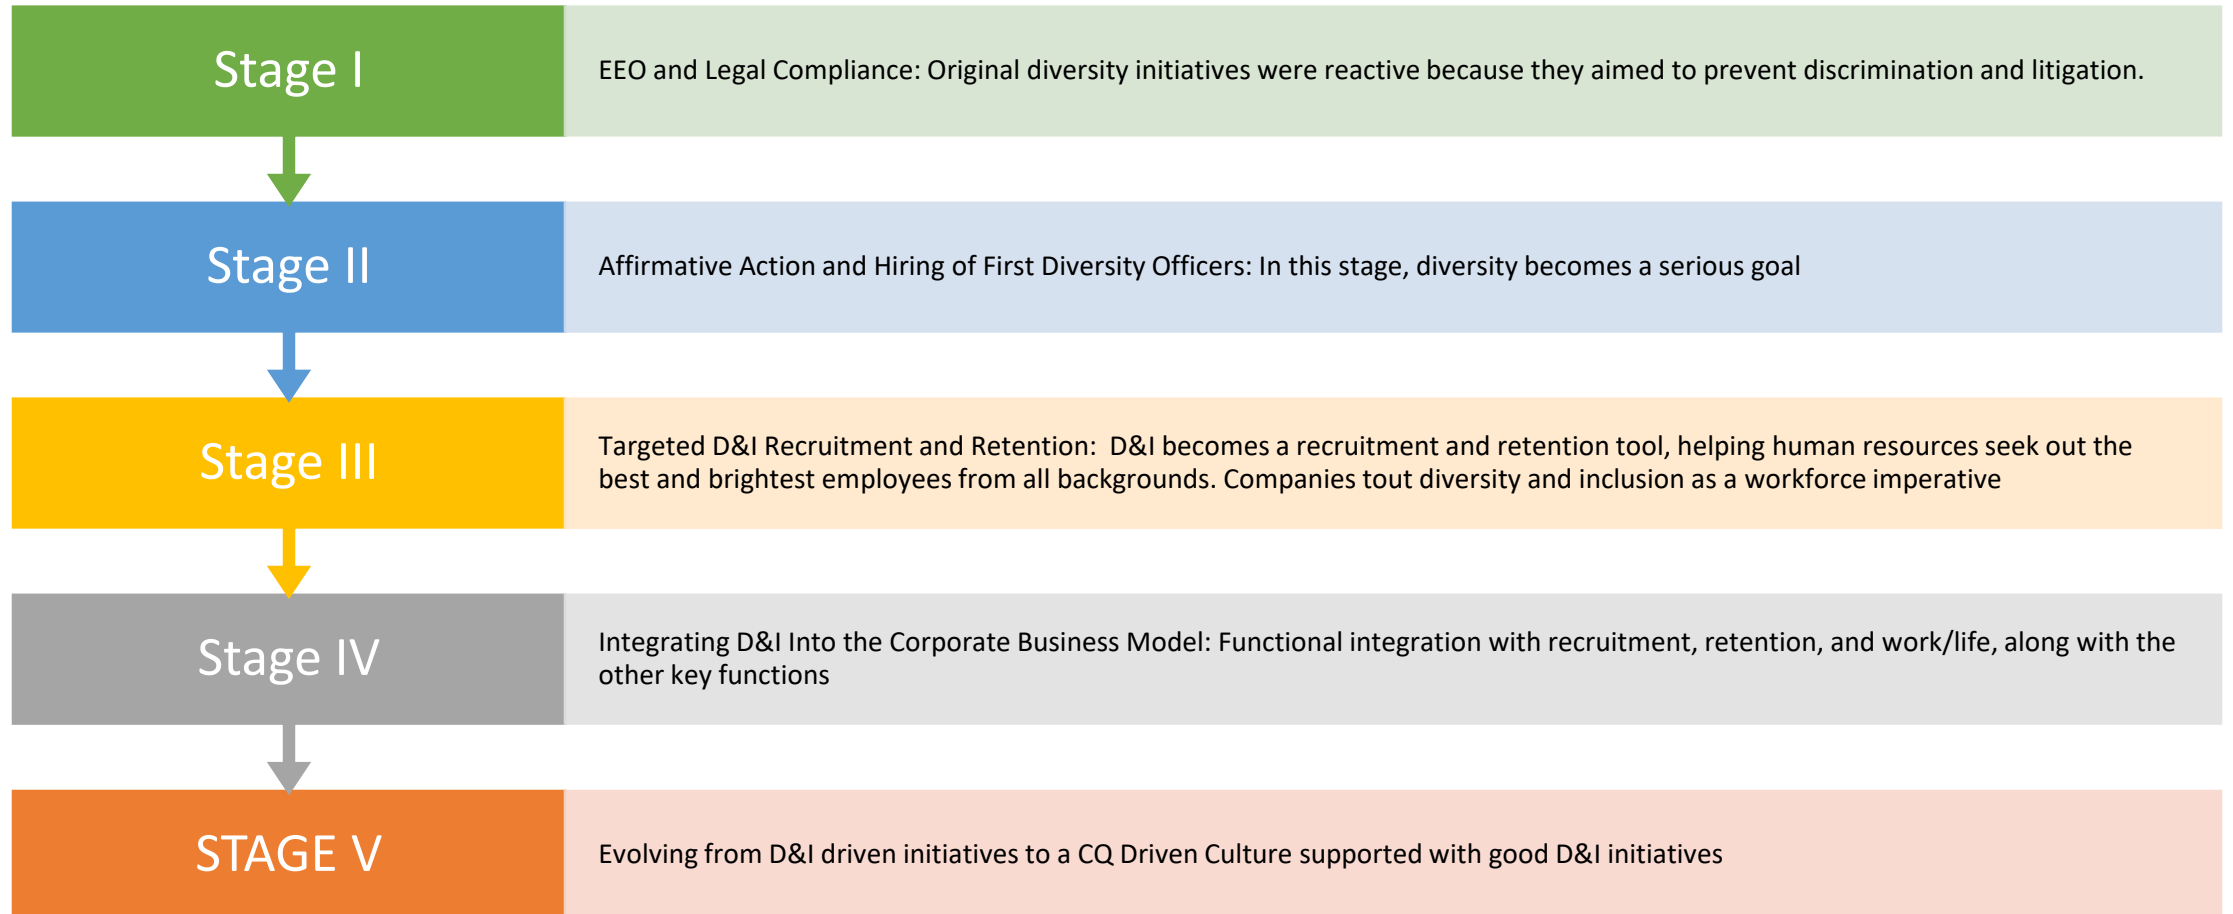 Stage I
EEO and Legal Compliance: Original diversity initiatives were reactive because they aimed to prevent discrimination and litigation.
Stage II
Affirmative Action and Hiring of First Diversity Officers: In this stage, diversity becomes a serious goal
Stage III
Targeted D&I Recruitment and Retention:  D&I becomes a recruitment and retention tool, helping human resources seek out the
best and brightest employees from all backgrounds. Companies tout diversity and inclusion as a workforce imperative
Stage IV
Integrating D&I Into the Corporate Business Model: Functional integration with recruitment, retention, and work/life, along with the
other key functions
STAGE V
Evolving from D&I driven initiatives to a CQ Driven Culture supported with good D&I initiatives